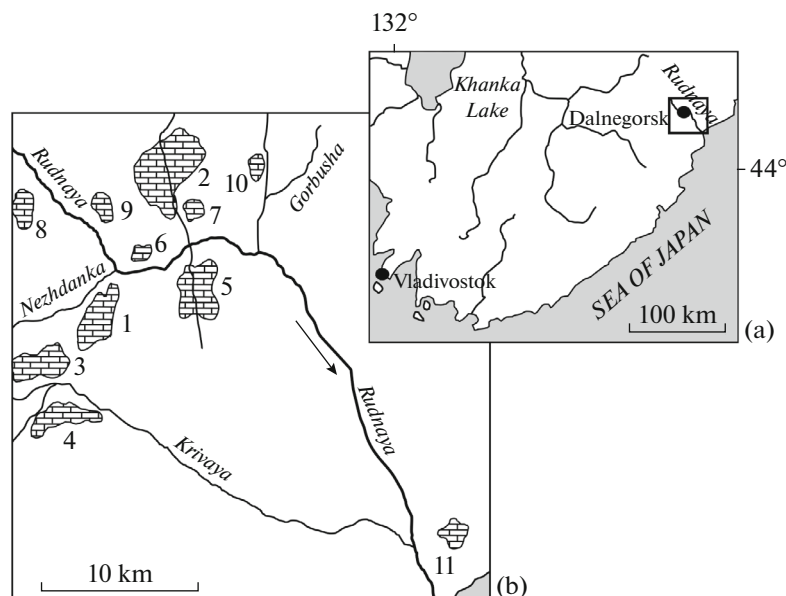 132°
Khanka
Lake
Rudnaya
Dalnegorsk
44°
Vladivostok
SEA OF JAPAN
100 km
(a)
Rudnaya
2
10
Gorbusha
9
7
8
6
Nezhdanka
5
1
3
4
Krivaya
Rudnaya
11
10 km
(b)